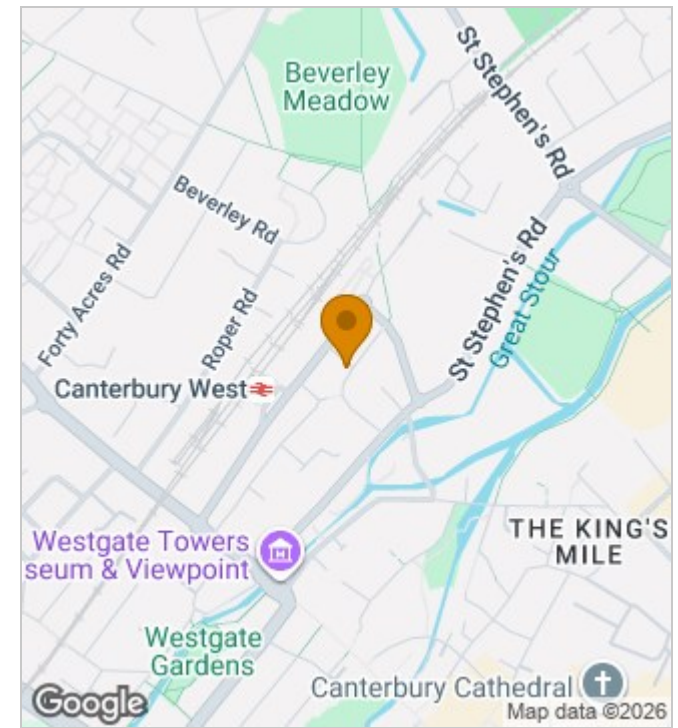 St Stephen's Rd
Beverley
Meadow
Beverley Rd
St Stephen's Rd
Great Stour
Forty Acres Rd
Roper Rd
Canterbury West
THE KING'S
MILE
Westgate Towers
seum & Viewpoint
Westgate
Gardens
Canterbury Cathedral
Google
Map data ©2026